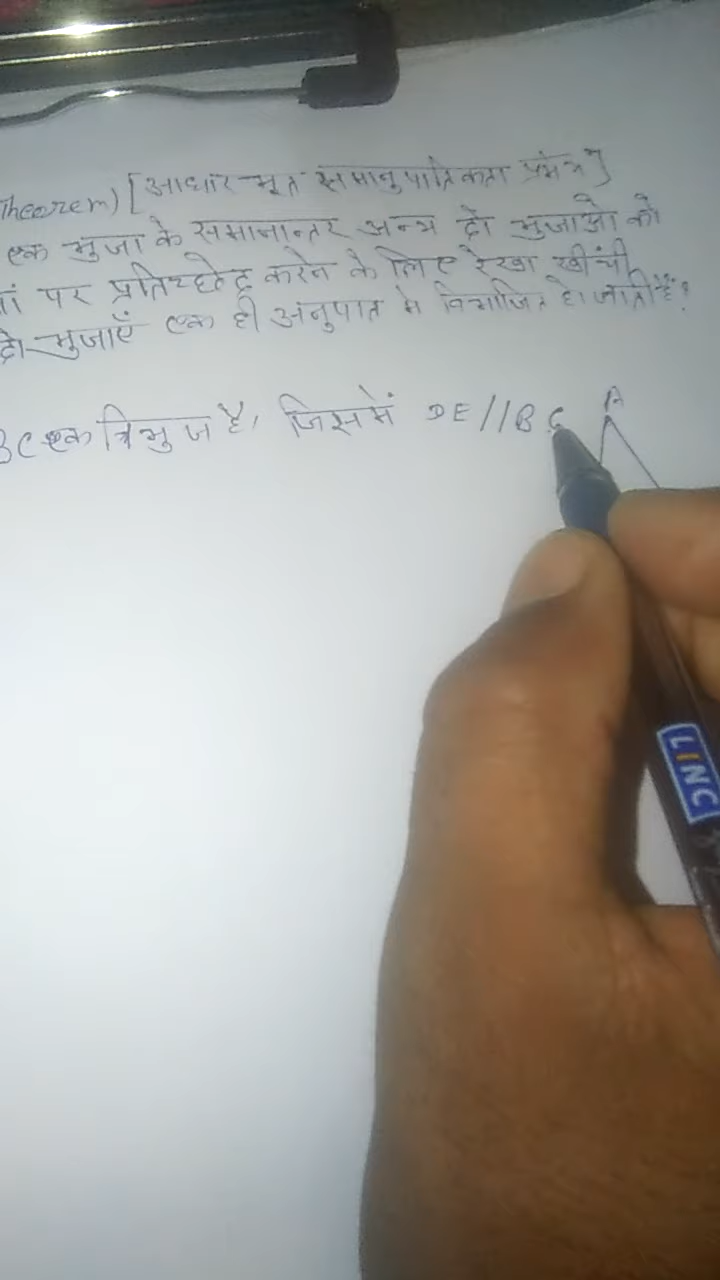 Theorem) [आधारभूत समानुपातिकता प्रमेय]
एक भुजा के समानान्तर अन्य दो भुजाओ को
पर प्रतिच्छेद करने के लिए रेखा खींची
दो भुजाएँ एक ही अनुपात मे विभाजित हो जाती हैं?
BC एक त्रिभुज है, जिसमें DE//BC
A
LINC